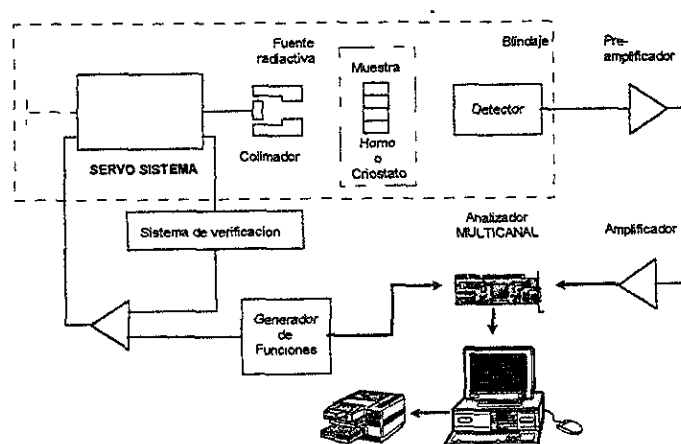 Fuente
radiactiva
Blindaje
Pre-
amplificador
Muestra
Detector
Colimador
Horno
o
Criostato
SERVO SISTEMA
Sistema de verificacion
Analizador
MULTICANAL
Amplificador
Generador
de
Funciones